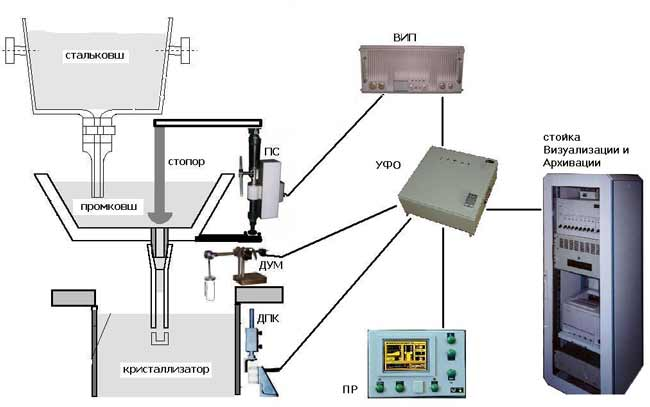 стальковш
ВИП
стойка
Визуализации и
Архивации
ПС
УФО
стопор
промковш
ДУМ
ДПК
кристаллизатор
ПР